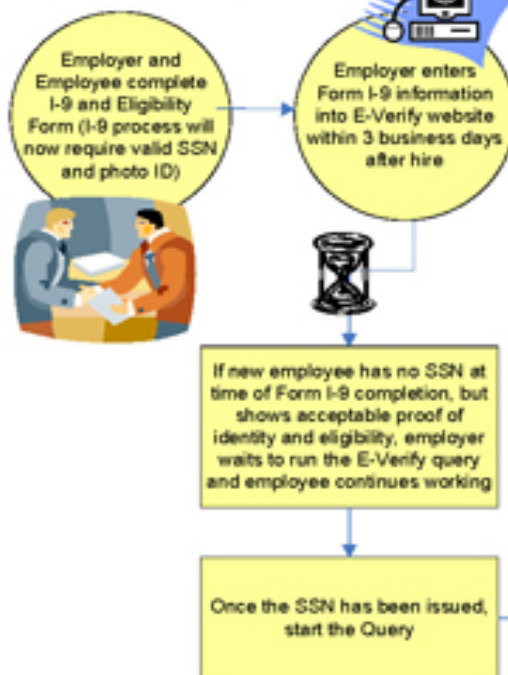 Employer and
Employee complete
I-9 and Eligibility
Form (I-9 process will
now require valid SSN
and photo ID)
Employer enters
Form I-9 information
into E-Verify website
within 3 business days
after hire
If new employee has no SSN at
time of Form I-9 completion, but
shows acceptable proof of
identity and eligibility, employer
waits to run the E-Verify query
and employee continues working
Once the SSN has been issued,
start the Query